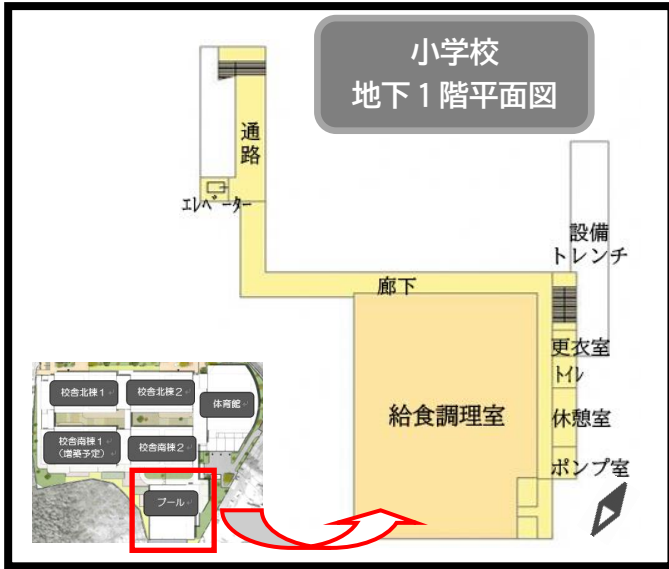 小学校
地下１階平面図
通
路
ｴﾚﾍﾞｰﾀｰ
設備
トレンチ
廊下
更衣室
ﾄｲﾚ
給食調理室
休憩室
ポンプ室
校舎北棟１
校舎北棟２
体育館
校舎南棟１
（増築予定）
校舎南棟２
プール